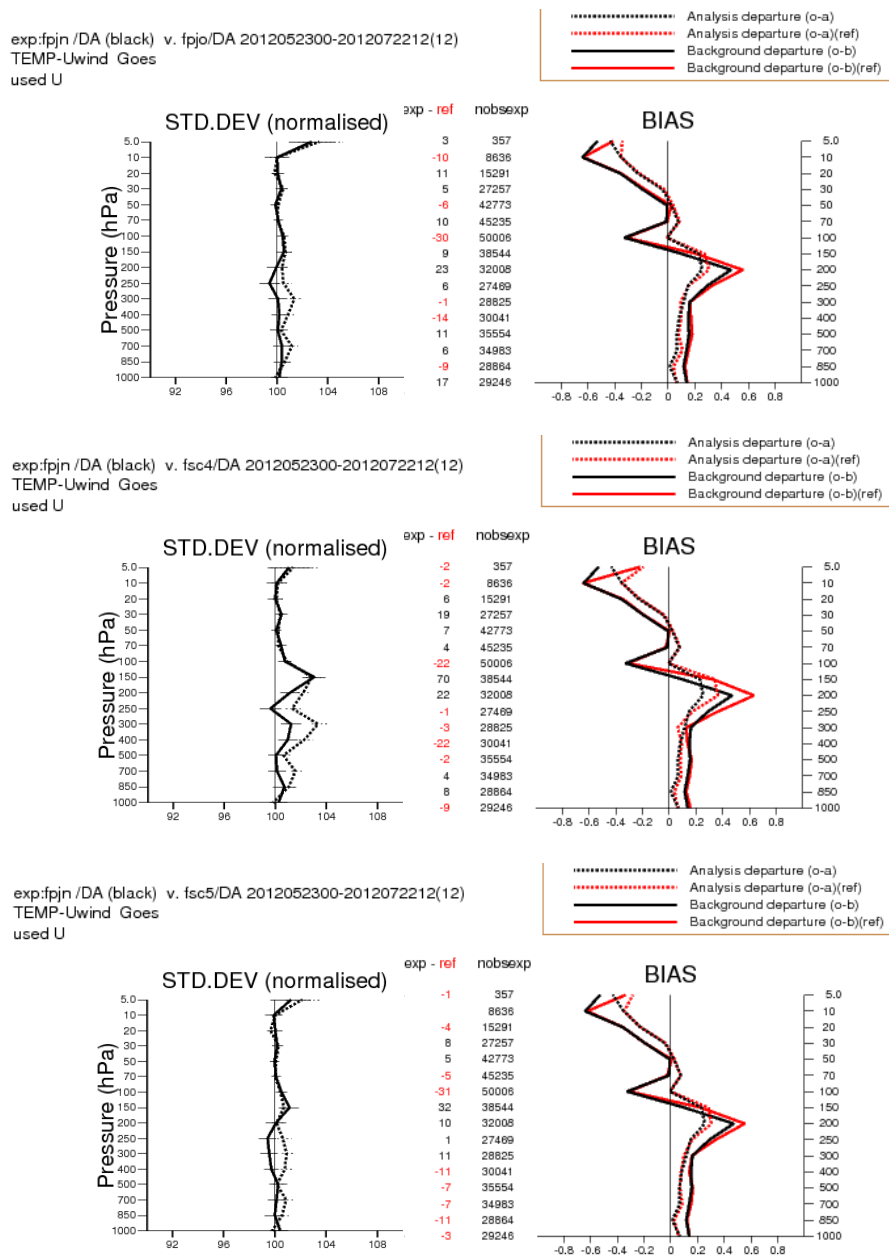 Analysis departure (o-a)
Analysis departure (o-a)(ref)
Background departure (o-b)
Background departure (o-b)(ref)
exp:fpjn /DA (black) v. fpjo/DA 2012052300-2012072212(12)
TEMP-Uwind Goes
used U
STD.DEV (normalised)
exp - ref nobsexp
BIAS
Pressure (hPa)
5.0 3 357 5.0
10 -10 8636 10
20 11 15291 20
30 5 27257 30
50 -6 42773 50
70 10 45235 70
100 -30 50006 100
150 9 38544 150
200 23 32008 200
250 6 27469 250
300 -1 28825 300
400 -14 30041 400
500 11 35554 500
700 6 34983 700
850 -9 28864 850
1000 17 29246 1000
92 96 100 104 108
-0.8 -0.6 -0.4 -0.2 0 0.2 0.4 0.6 0.8
Analysis departure (o-a)
Analysis departure (o-a)(ref)
Background departure (o-b)
Background departure (o-b)(ref)
exp:fpjn /DA (black) v. fsc4/DA 2012052300-2012072212(12)
TEMP-Uwind Goes
used U
STD.DEV (normalised)
exp - ref nobsexp
BIAS
Pressure (hPa)
5.0 -2 357 5.0
10 -2 8636 10
20 6 15291 20
30 19 27257 30
50 7 42773 50
70 4 45235 70
100 -22 50006 100
150 70 38544 150
200 22 32008 200
250 -1 27469 250
300 -3 28825 300
400 -22 30041 400
500 -2 35554 500
700 4 34983 700
850 8 28864 850
1000 -9 29246 1000
92 96 100 104 108
-0.8 -0.6 -0.4 -0.2 0 0.2 0.4 0.6 0.8
Analysis departure (o-a)
Analysis departure (o-a)(ref)
Background departure (o-b)
Background departure (o-b)(ref)
exp:fpjn /DA (black) v. fsc5/DA 2012052300-2012072212(12)
TEMP-Uwind Goes
used U
STD.DEV (normalised)
exp - ref nobsexp
BIAS
Pressure (hPa)
5.0 -1 357 5.0
10 8636 10
20 -4 15291 20
30 8 27257 30
50 5 42773 50
70 -5 45235 70
100 -31 50006 100
150 32 38544 150
200 10 32008 200
250 1 27469 250
300 11 28825 300
400 -11 30041 400
500 -7 35554 500
700 -7 34983 700
850 -11 28864 850
1000 -3 29246 1000
92 96 100 104 108
-0.8 -0.6 -0.4 -0.2 0 0.2 0.4 0.6 0.8